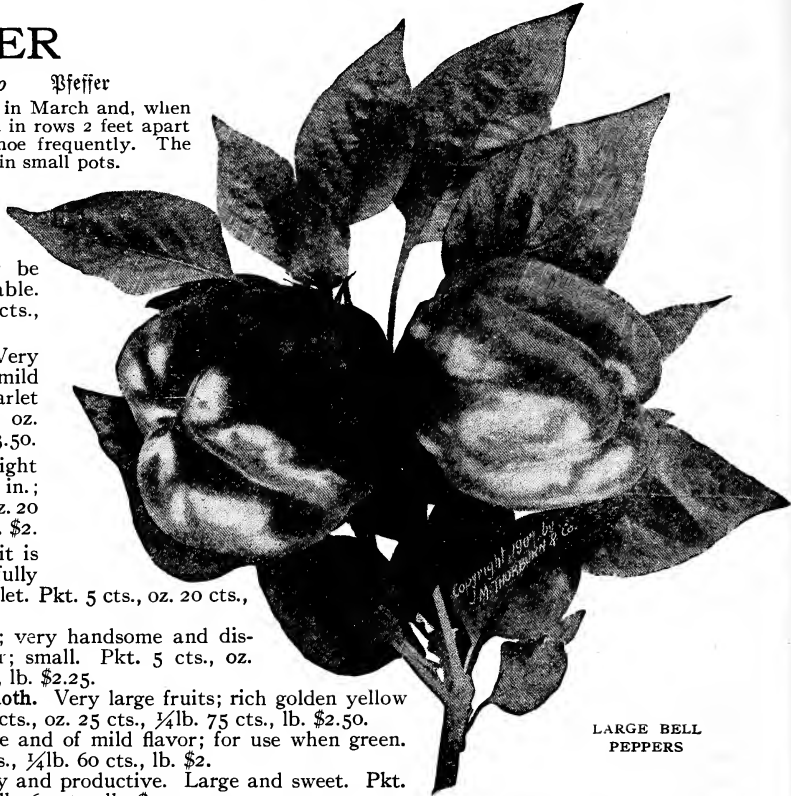 ER
Pfeffer
in March and, when
in rows 2 feet apart
hoe frequently. The
in small pots.
be
able.
cts.,
Very
mild
arlet
oz.
3.50.
ight
in.;
z. 20
$2.
it is
fully
let. Pkt. 5 cts., oz. 20 cts.,
; very handsome and dis-
r; small. Pkt. 5 cts., oz.
, lb. $2.25.
oth. Very large fruits; rich golden yellow
cts., oz. 25 cts., ¼lb. 75 cts., lb. $2.50.
e and of mild flavor; for use when green.
s., ¼lb. 60 cts., lb. $2.
y and productive. Large and sweet. Pkt.
Copyright 1907 by
J. M. THORBURN & Co.
LARGE BELL
PEPPERS